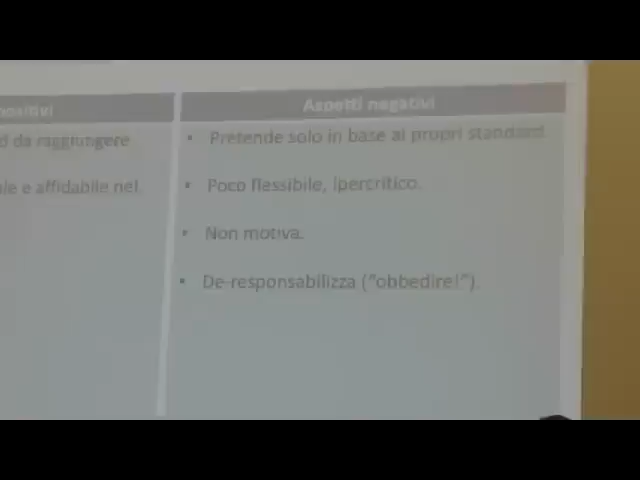 positivi
Aspetti negativi
d da raggiungere
• Pretende solo in base ai propri standard.
le e affidabile nel
• Poco flessibile, ipercritico.
• Non motiva.
• De-responsabilizza ("obbedire!").